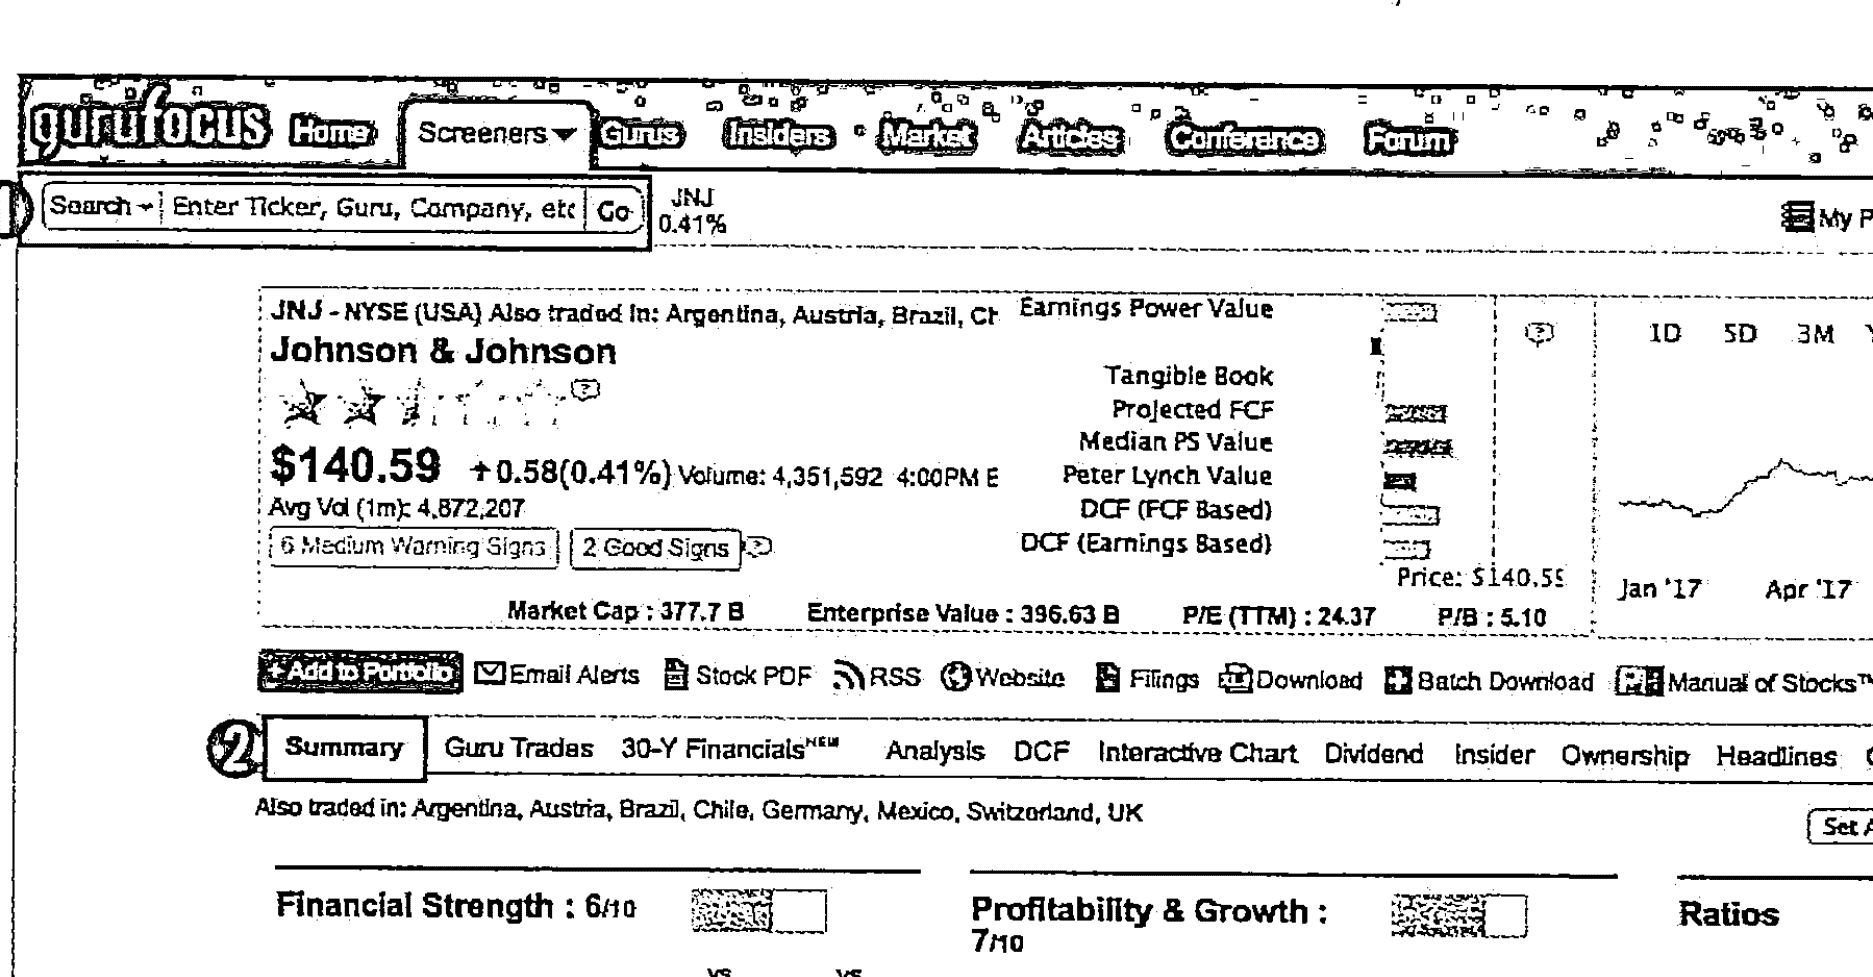 gurufocus Home Screeners Gurus Insiders Market Articles Conference Forum
Search Enter Ticker, Guru, Company, etc Go JNJ
0.41%
My P
JNJ - NYSE (USA) Also traded in: Argentina, Austria, Brazil, Ch
Johnson & Johnson
$140.59 +0.58(0.41%) Volume: 4,351,592 4:00PM E
Avg Vol (1m): 4,872,207
6 Medium Warning Signs 2 Good Signs
Earnings Power Value
Tangible Book
Projected FCF
Median PS Value
Peter Lynch Value
DCF (FCF Based)
DCF (Earnings Based)
Price: $140.59
1D 5D 3M Y
Jan '17 Apr '17
Market Cap : 377.7 B Enterprise Value : 396.63 B P/E (TTM) : 24.37 P/B : 5.10
+ Add to Portfolio Email Alerts Stock PDF RSS Website Filings Download Batch Download Manual of Stocks™
2 Summary Guru Trades 30-Y Financials NEW Analysis DCF Interactive Chart Dividend Insider Ownership Headlines
Also traded in: Argentina, Austria, Brazil, Chile, Germany, Mexico, Switzerland, UK
Set A
Financial Strength : 6/10
Profitability & Growth :
7/10
Ratios
vs vs